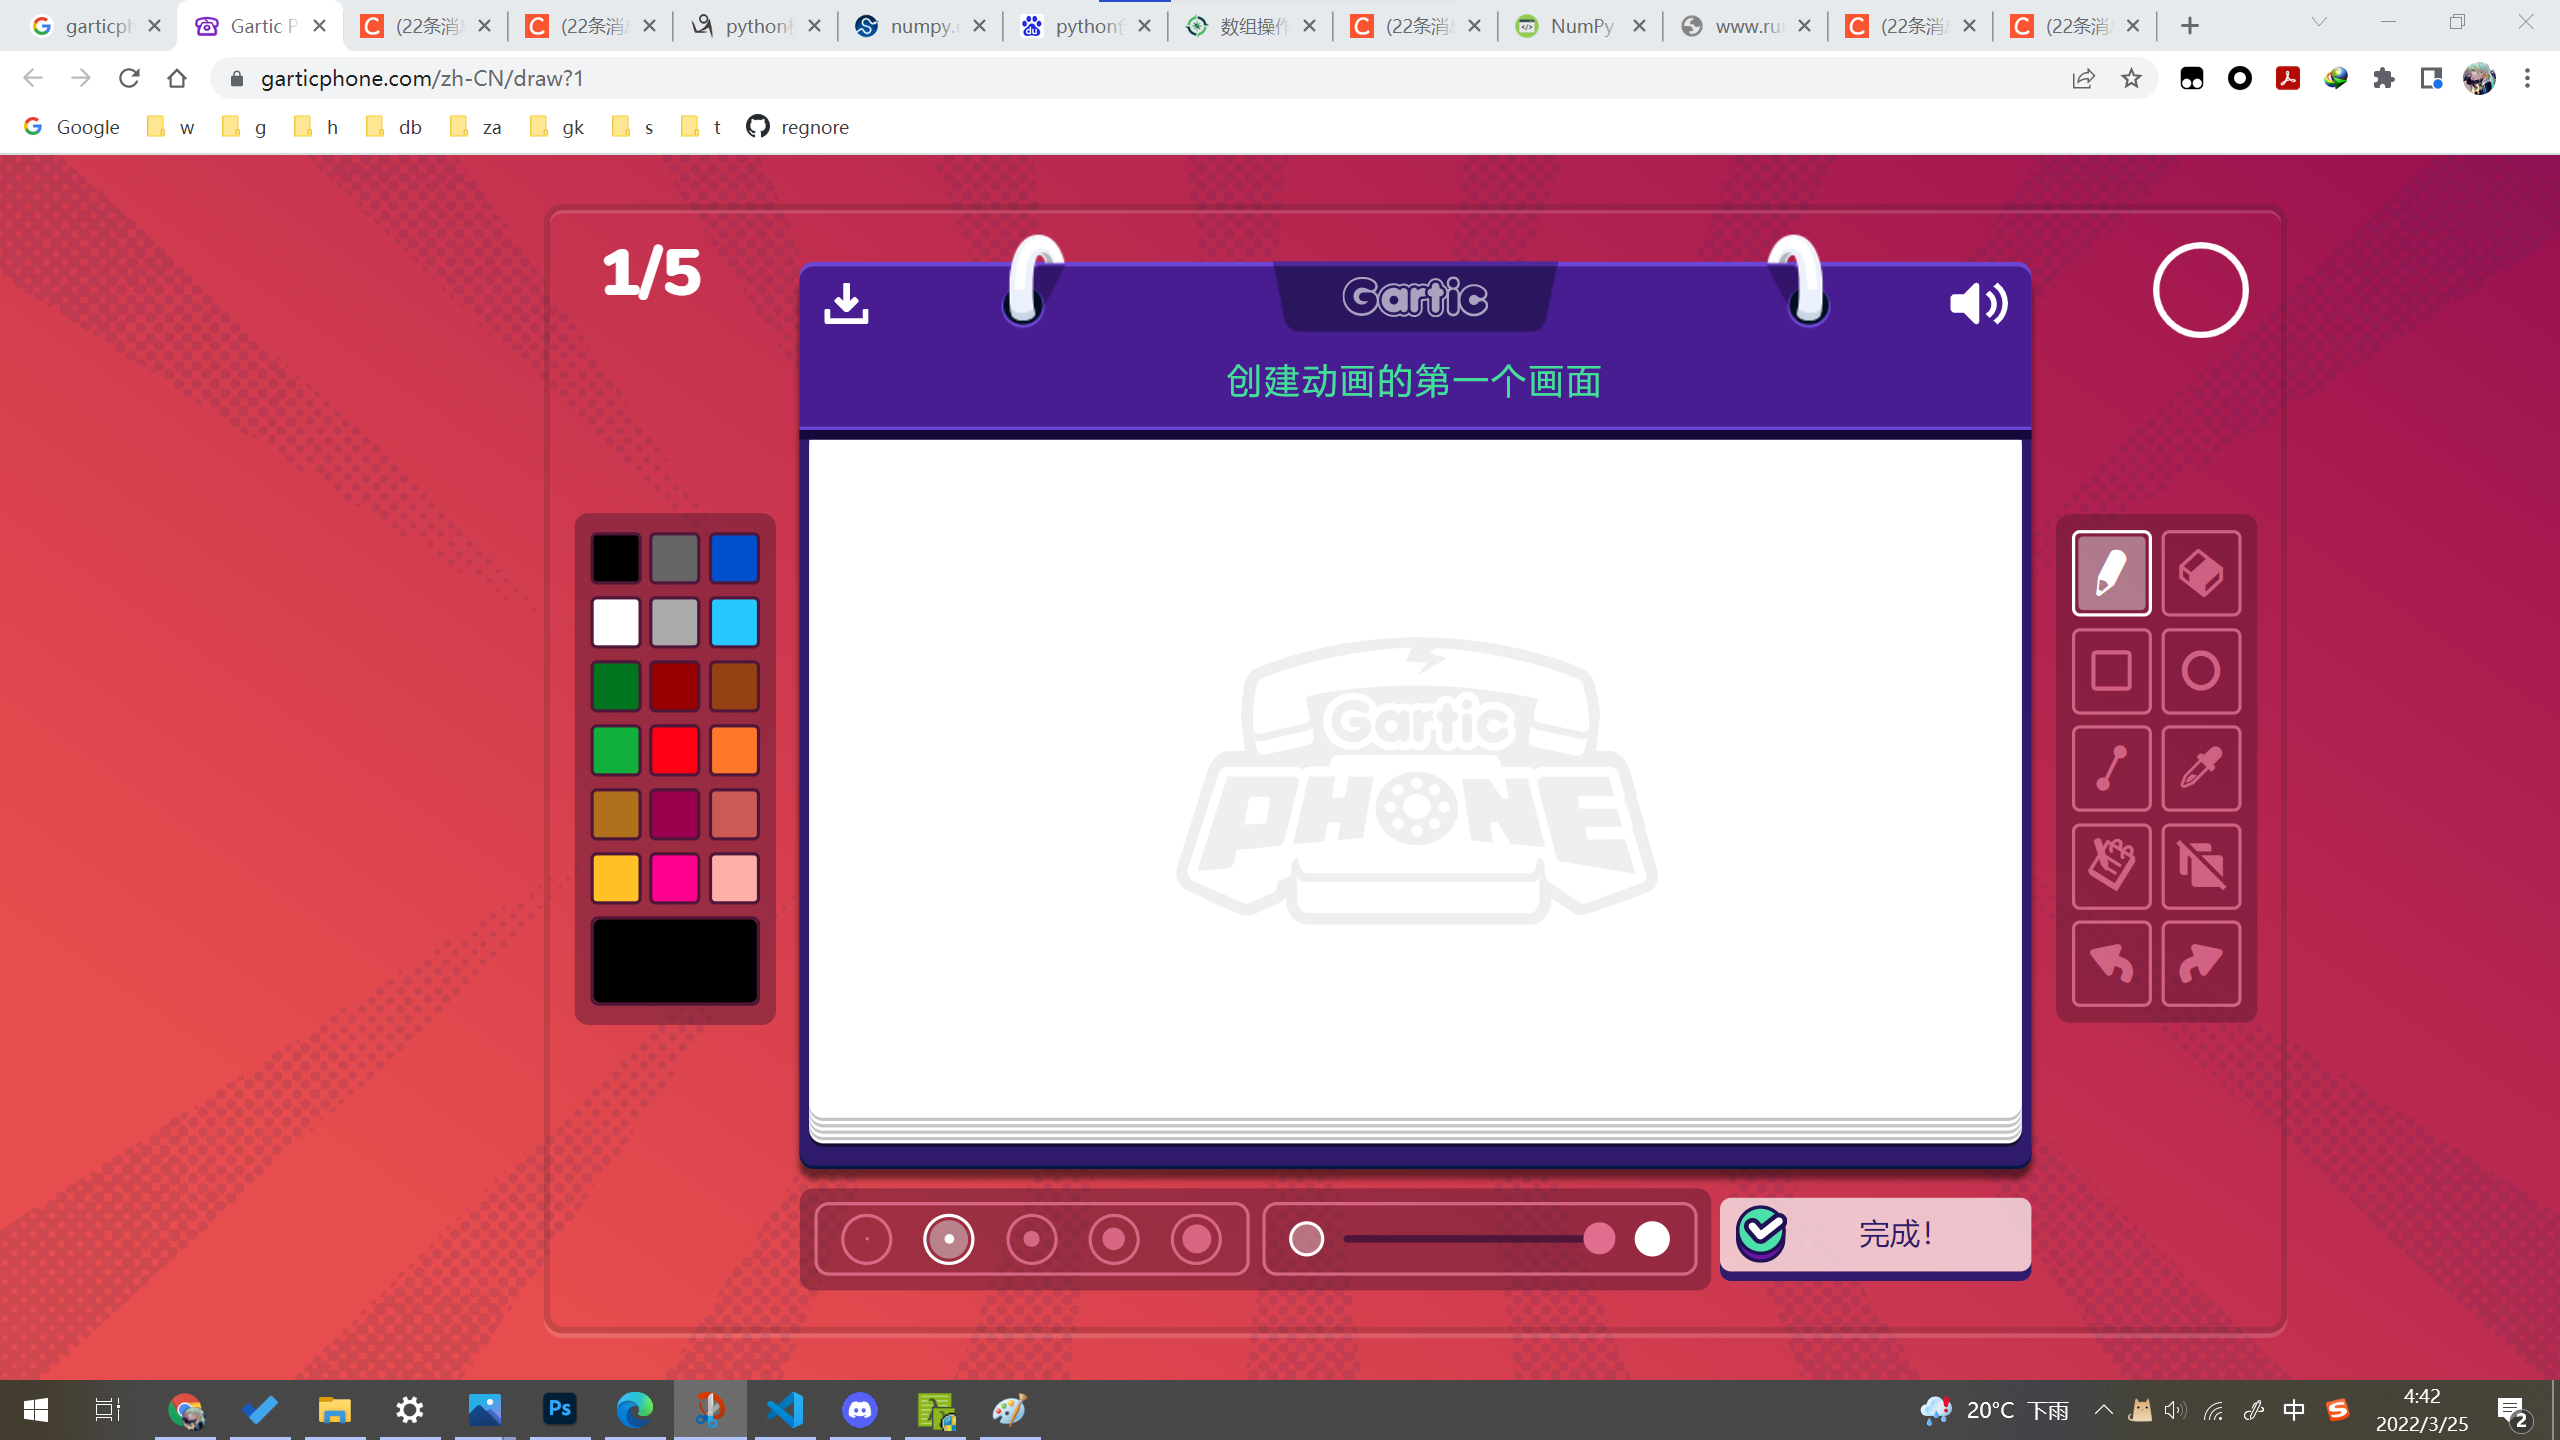 garticph
Gartic P
(22条消
(22条消
python
numpy.
python
数组操作
(22条消
NumPy
www.ru
(22条消
(22条消
garticphone.com/zh-CN/draw?1
Google w g h db za gk s t regnore
1/5
Gartic
创建动画的第一个画面
Gartic
PHONE
完成!
Ps
20°C 下雨
中
4:42
2022/3/25
2